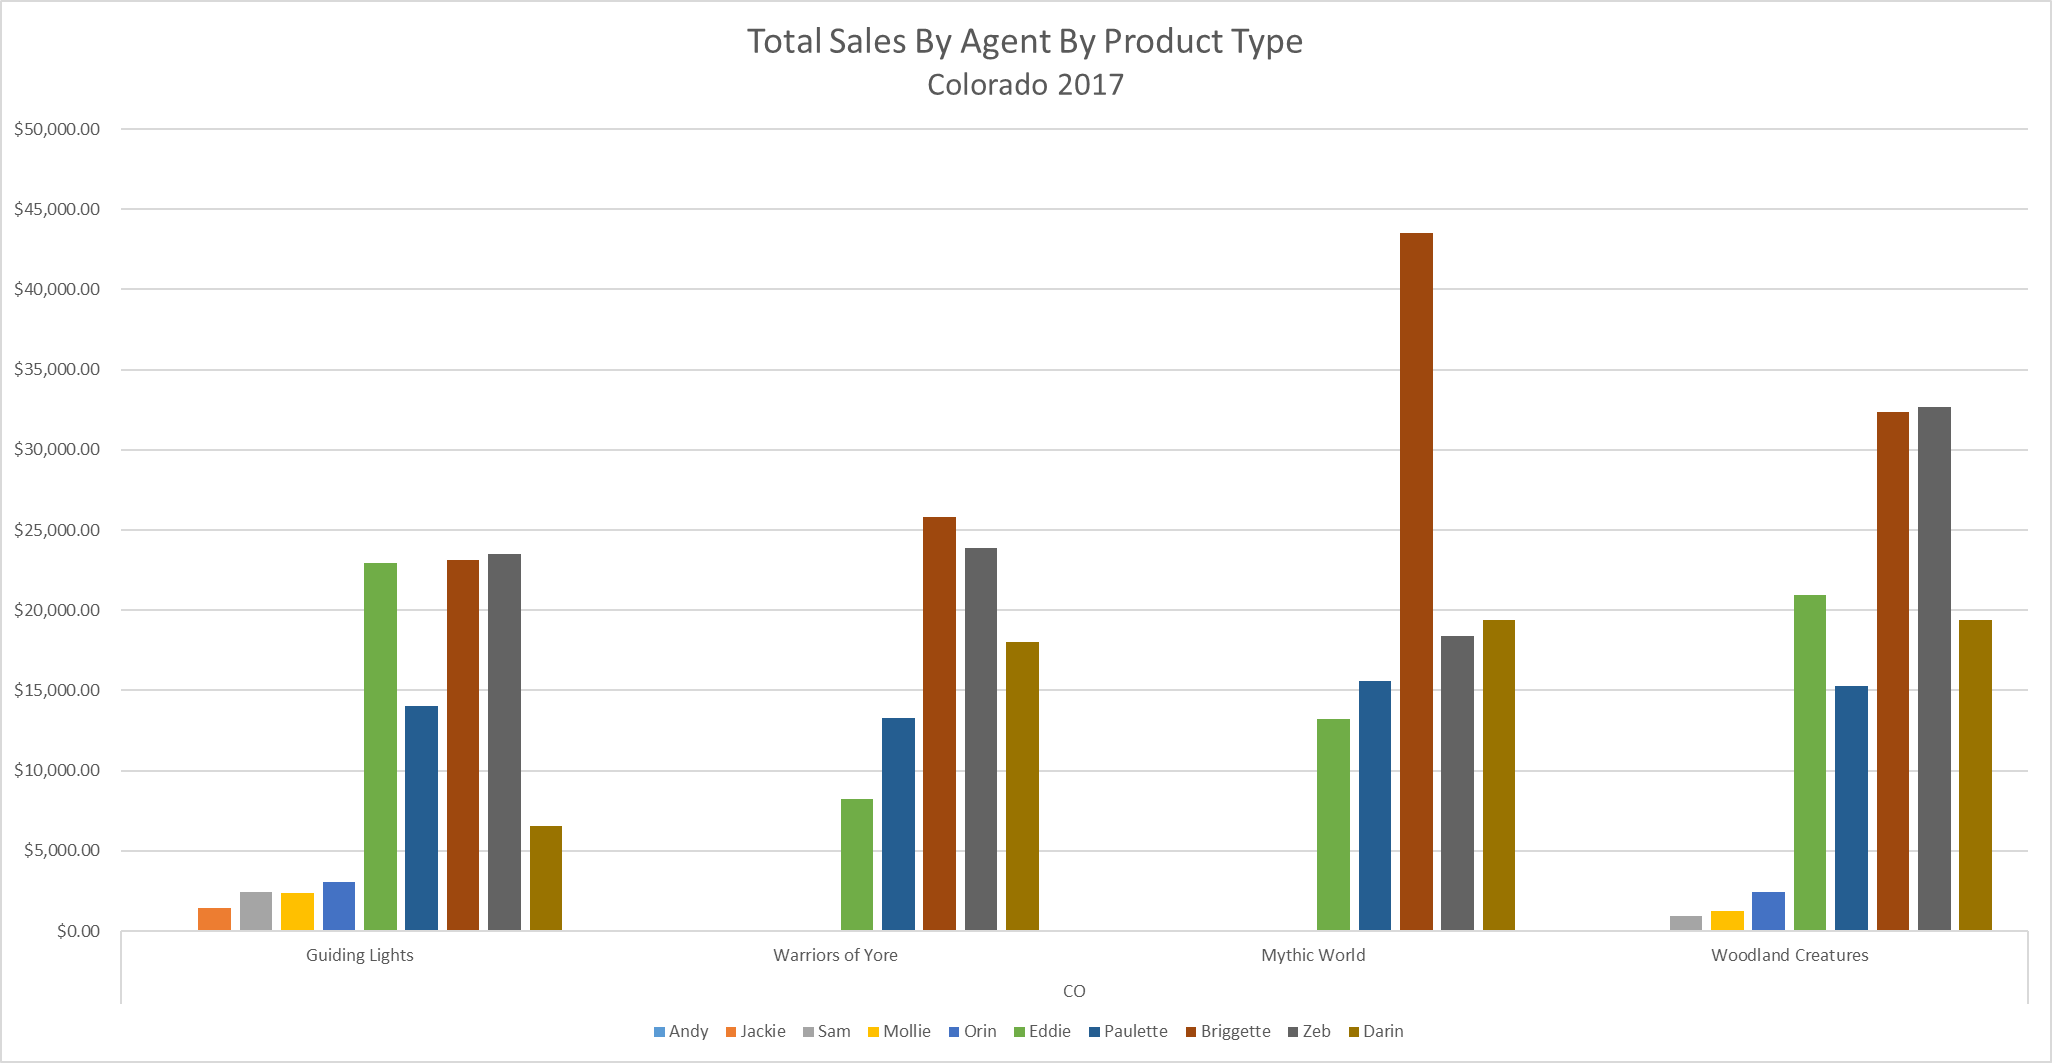 Total Sales By Agent By Product Type
Colorado 2017
$50,000.00
$45,000.00
$40,000.00
$35,000.00
$30,000.00
$25,000.00
$20,000.00
$15,000.00
$10,000.00
$5,000.00
$0.00
Guiding Lights Warriors of Yore Mythic World Woodland Creatures
CO
Andy Jackie Sam Mollie Orin Eddie Paulette Briggette Zeb Darin